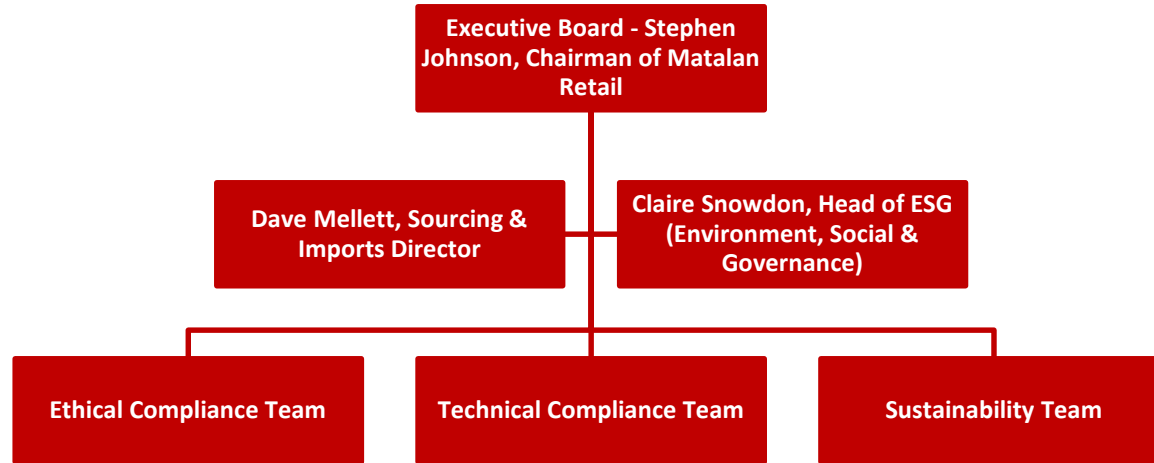 Executive Board - Stephen
Johnson, Chairman of Matalan
Retail
Dave Mellett, Sourcing &
Imports Director
Claire Snowdon, Head of ESG
(Environment, Social &
Governance)
Ethical Compliance Team
Technical Compliance Team
Sustainability Team